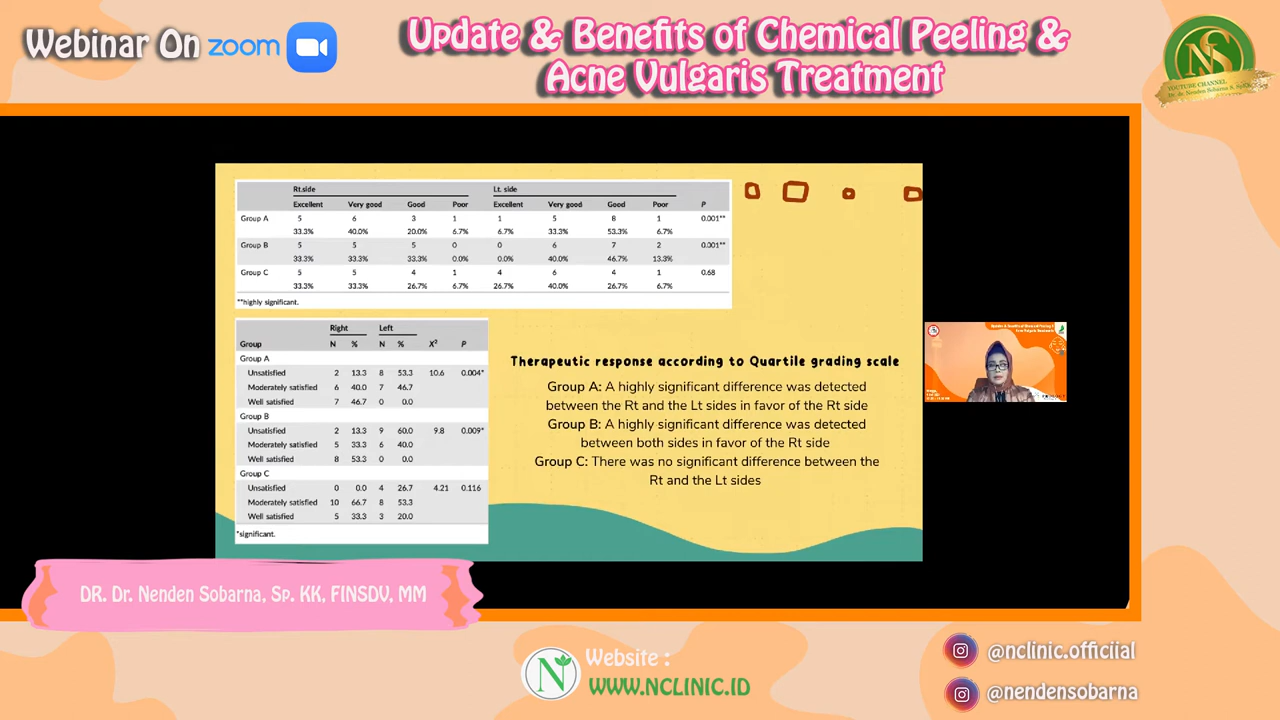 Webinar On zoom
Update & Benefits of Chemical Peeling &
Acne Vulgaris Treatment
NS
YOUTUBE CHANNEL
Rt.side Lt. side
Excellent Very good Good Poor Excellent Very good Good Poor P
Group A 5 6 3 1 1 5 8 1 0.001**
33.3% 40.0% 20.0% 6.7% 6.7% 33.3% 53.3% 6.7%
Group B 5 5 5 0 0 6 7 2 0.001**
33.3% 33.3% 33.3% 0.0% 0.0% 40.0% 46.7% 13.3%
Group C 5 5 4 1 4 6 4 1 0.68
33.3% 33.3% 26.7% 6.7% 26.7% 40.0% 26.7% 6.7%
**highly significant.
Right Left
Group N % N % X² P
Group A
Unsatisfied 2 13.3 8 53.3 10.6 0.004*
Moderately satisfied 6 40.0 7 46.7
Well satisfied 7 46.7 0 0.0
Group B
Unsatisfied 2 13.3 9 60.0 9.8 0.009*
Moderately satisfied 5 33.3 6 40.0
Well satisfied 8 53.3 0 0.0
Group C
Unsatisfied 0 0.0 4 26.7 4.21 0.116
Moderately satisfied 10 66.7 8 53.3
Well satisfied 5 33.3 3 20.0
*significant.
Therapeutic response according to Quartile grading scale
Group A: A highly significant difference was detected
between the Rt and the Lt sides in favor of the Rt side
Group B: A highly significant difference was detected
between both sides in favor of the Rt side
Group C: There was no significant difference between the
Rt and the Lt sides
DR. Dr. Nenden Sobarna, Sp. KK, FINSDV, MM
N
Website :
WWW.NCLINIC.ID
@nclinic.officiial
@nendensobarna